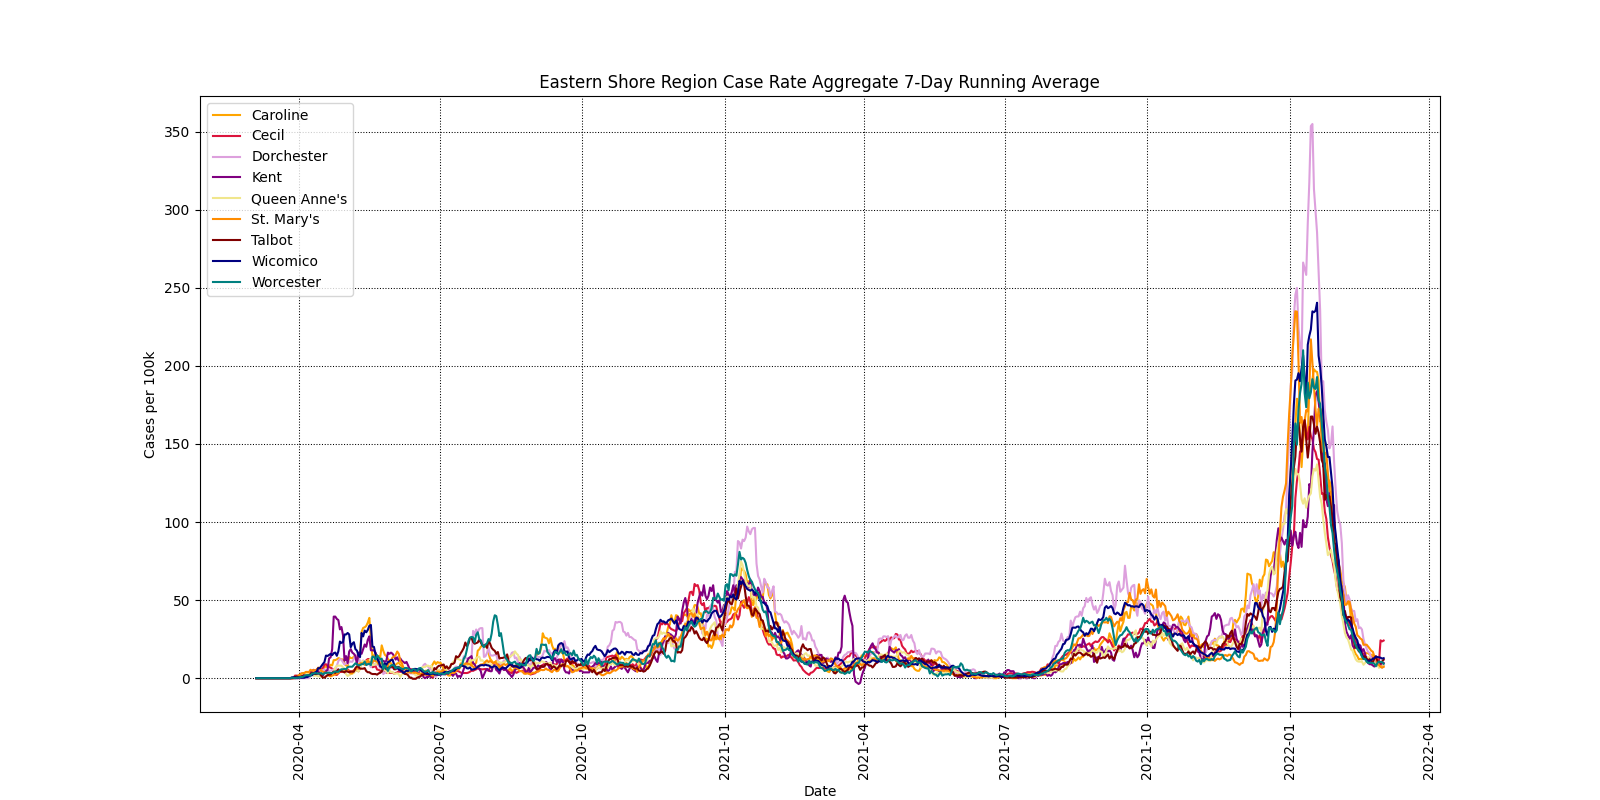 Eastern Shore Region Case Rate Aggregate 7-Day Running Average
Caroline
Cecil
Dorchester
Kent
Queen Anne's
St. Mary's
Talbot
Wicomico
Worcester
350
300
250
200
150
100
50
0
Cases per 100k
2020-04
2020-07
2020-10
2021-01
2021-04
2021-07
2021-10
2022-01
2022-04
Date